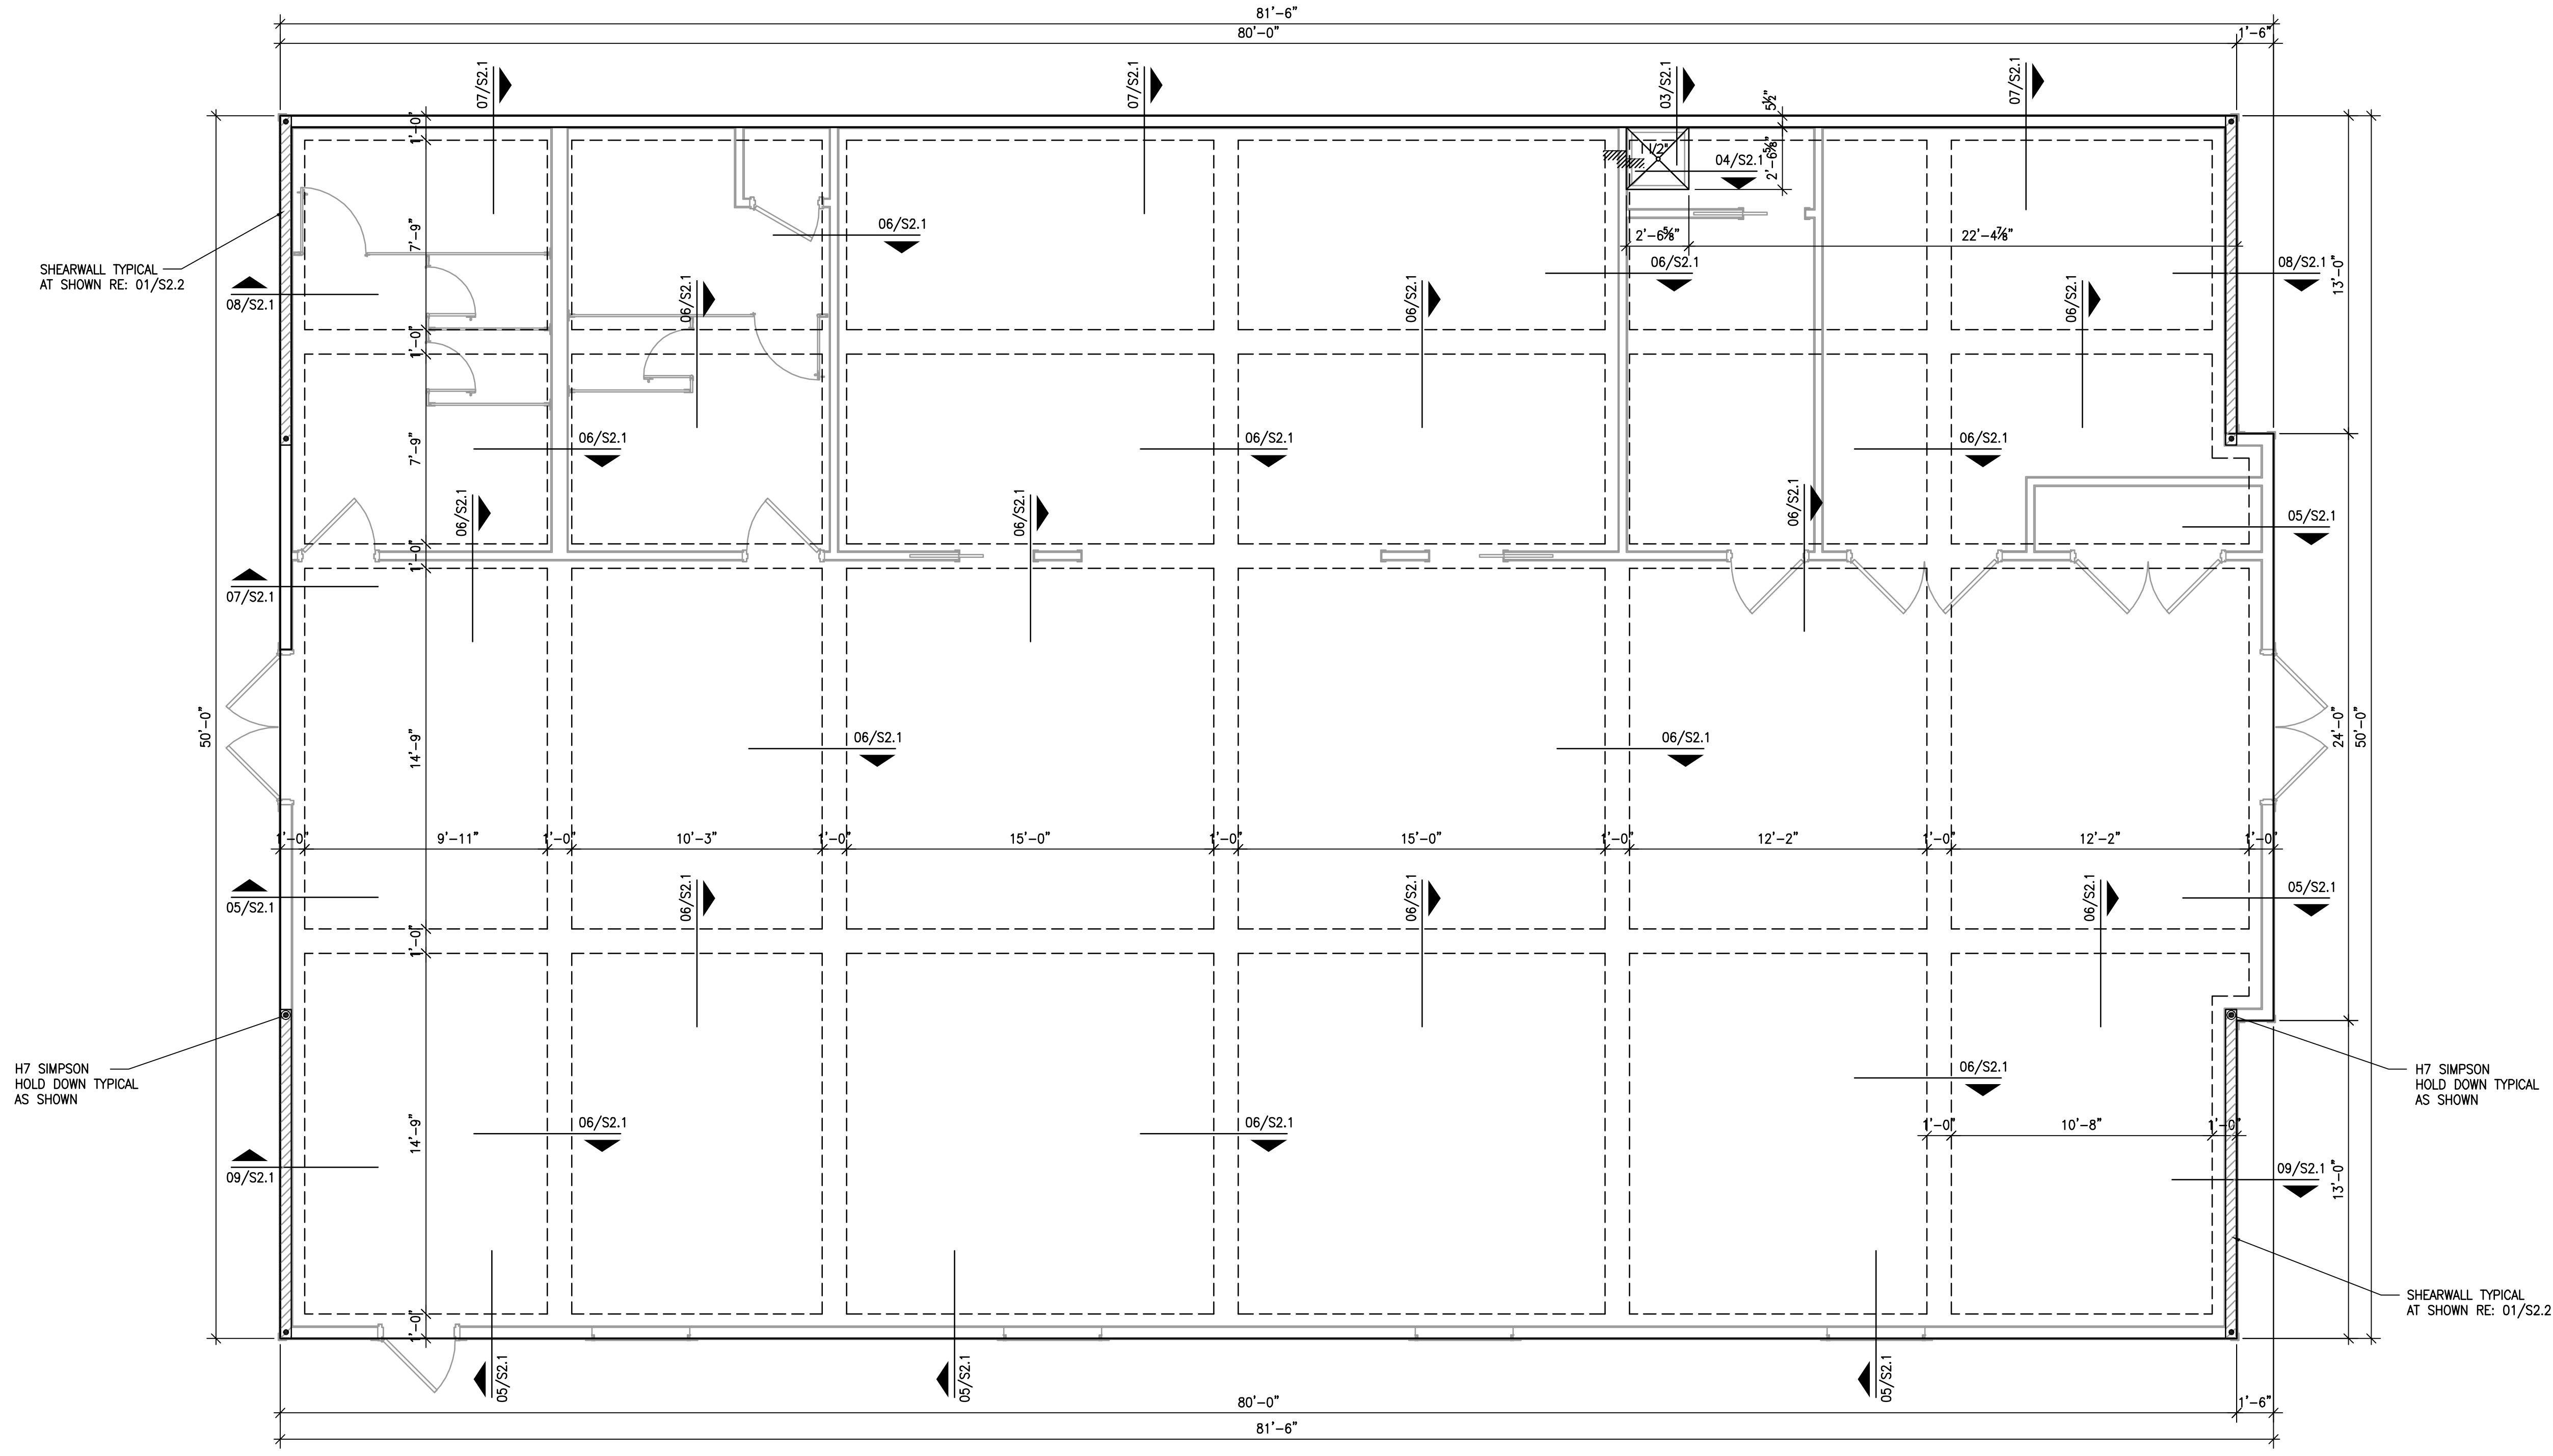 81'-6"
80'-0"
1'-6"
07/S2.1
07/S2.1
03/S2.1
07/S2.1
5½"
1'-0"
1 1/2"
04/S2.1
2'-6⅝"
7'-9"
06/S2.1
2'-6⅝"
22'-4⅞"
SHEARWALL TYPICAL
AT SHOWN RE: 01/S2.2
08/S2.1
06/S2.1
06/S2.1
06/S2.1
06/S2.1
08/S2.1
13'-0"
1'-0"
7'-9"
06/S2.1
06/S2.1
06/S2.1
06/S2.1
06/S2.1
06/S2.1
05/S2.1
1'-0"
07/S2.1
50'-0"
14'-9"
06/S2.1
06/S2.1
24'-0"
50'-0"
1'-0"
9'-11"
1'-0"
10'-3"
1'-0"
15'-0"
1'-0"
15'-0"
1'-0"
12'-2"
1'-0"
12'-2"
1'-0"
05/S2.1
06/S2.1
06/S2.1
06/S2.1
05/S2.1
1'-0"
H7 SIMPSON
HOLD DOWN TYPICAL
AS SHOWN
H7 SIMPSON
HOLD DOWN TYPICAL
AS SHOWN
14'-9"
06/S2.1
06/S2.1
06/S2.1
1'-0"
10'-8"
1'-0"
09/S2.1
09/S2.1
13'-0"
SHEARWALL TYPICAL
AT SHOWN RE: 01/S2.2
1'-0"
05/S2.1
05/S2.1
05/S2.1
80'-0"
1'-6"
81'-6"